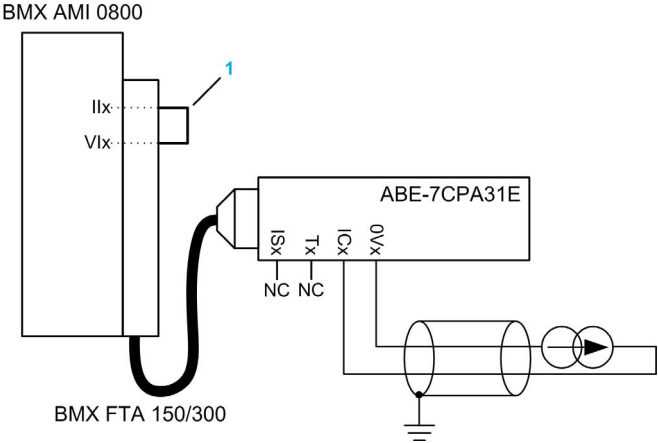 BMX AMI 0800
1
IIx
VIx
ABE-7CPA31E
ISx
Tx
ICx
0Vx
NC
NC
BMX FTA 150/300